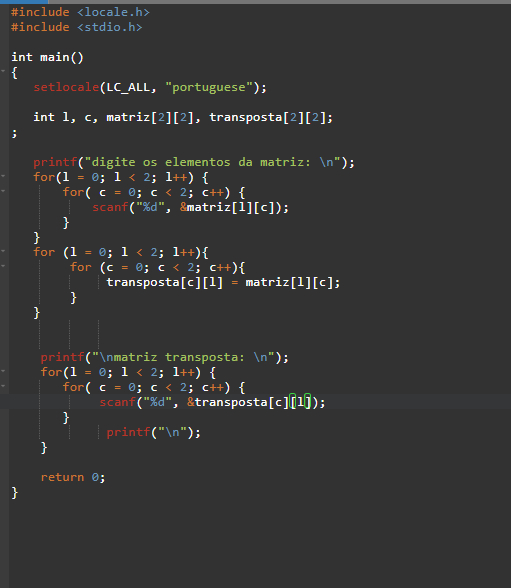 #include <locale.h>
#include <stdio.h>
int main()
{
setlocale(LC_ALL, "portuguese");
int l, c, matriz[2][2], transposta[2][2];
;
printf("digite os elementos da matriz: \n");
for(l = 0; l < 2; l++) {
for( c = 0; c < 2; c++) {
scanf("%d", &matriz[l][c]);
}
}
for (l = 0; l < 2; l++){
for (c = 0; c < 2; c++){
transposta[c][l] = matriz[l][c];
}
}
printf("\nmatriz transposta: \n");
for(l = 0; l < 2; l++) {
for( c = 0; c < 2; c++) {
scanf("%d", &transposta[c][l]);
}
printf("\n");
}
return 0;
}